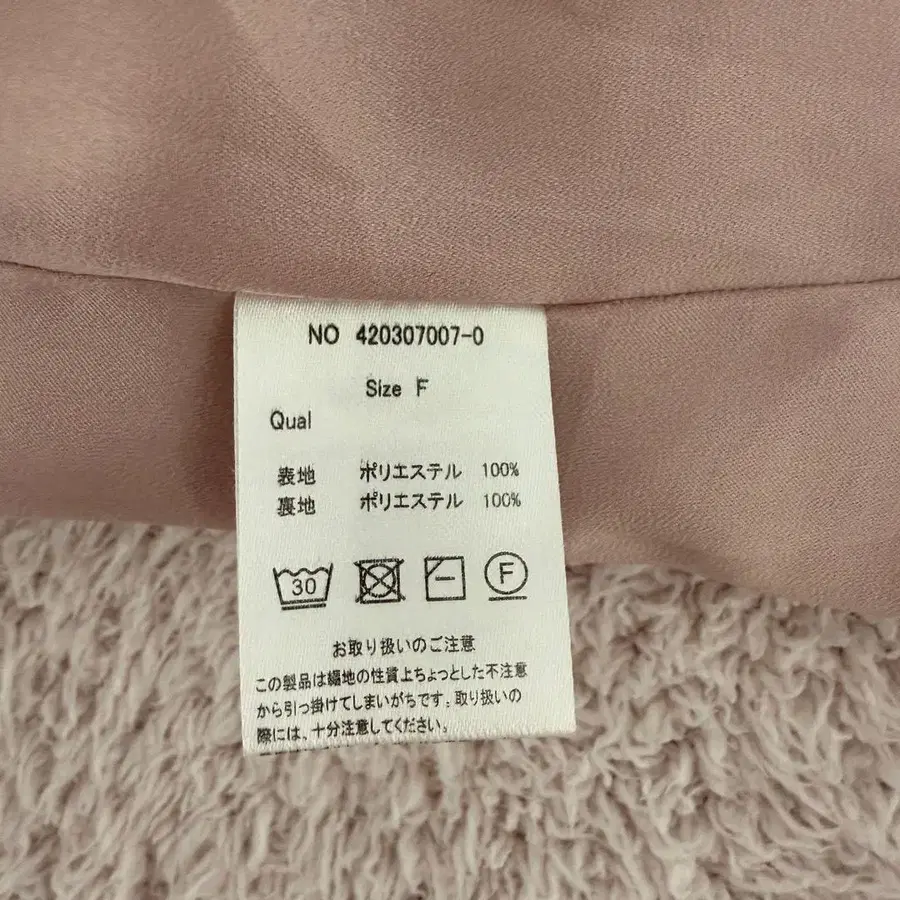 NO 420307007-0
Size F
Qual
表地 ポリエステル 100%
裏地 ポリエステル 100%
30 F
お取り扱いのご注意
この製品は編地の性質上ちょっとした不注意
から引っ掛けてしまいがちです。取り扱いの
際には、十分注意してください。